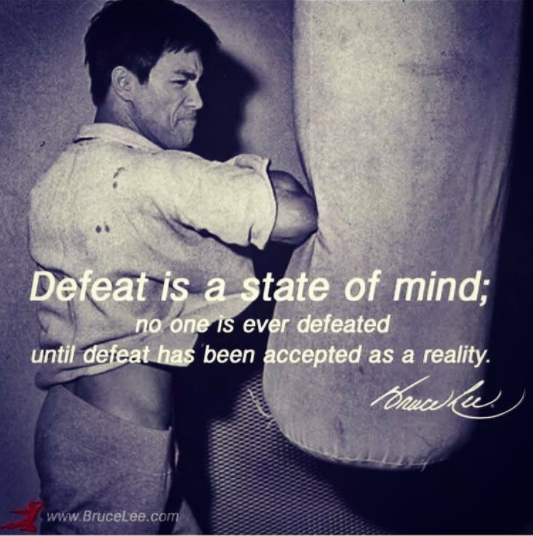 Defeat is a state of mind;
no one is ever defeated
until defeat has been accepted as a reality.
Bruce Lee
www.BruceLee.com